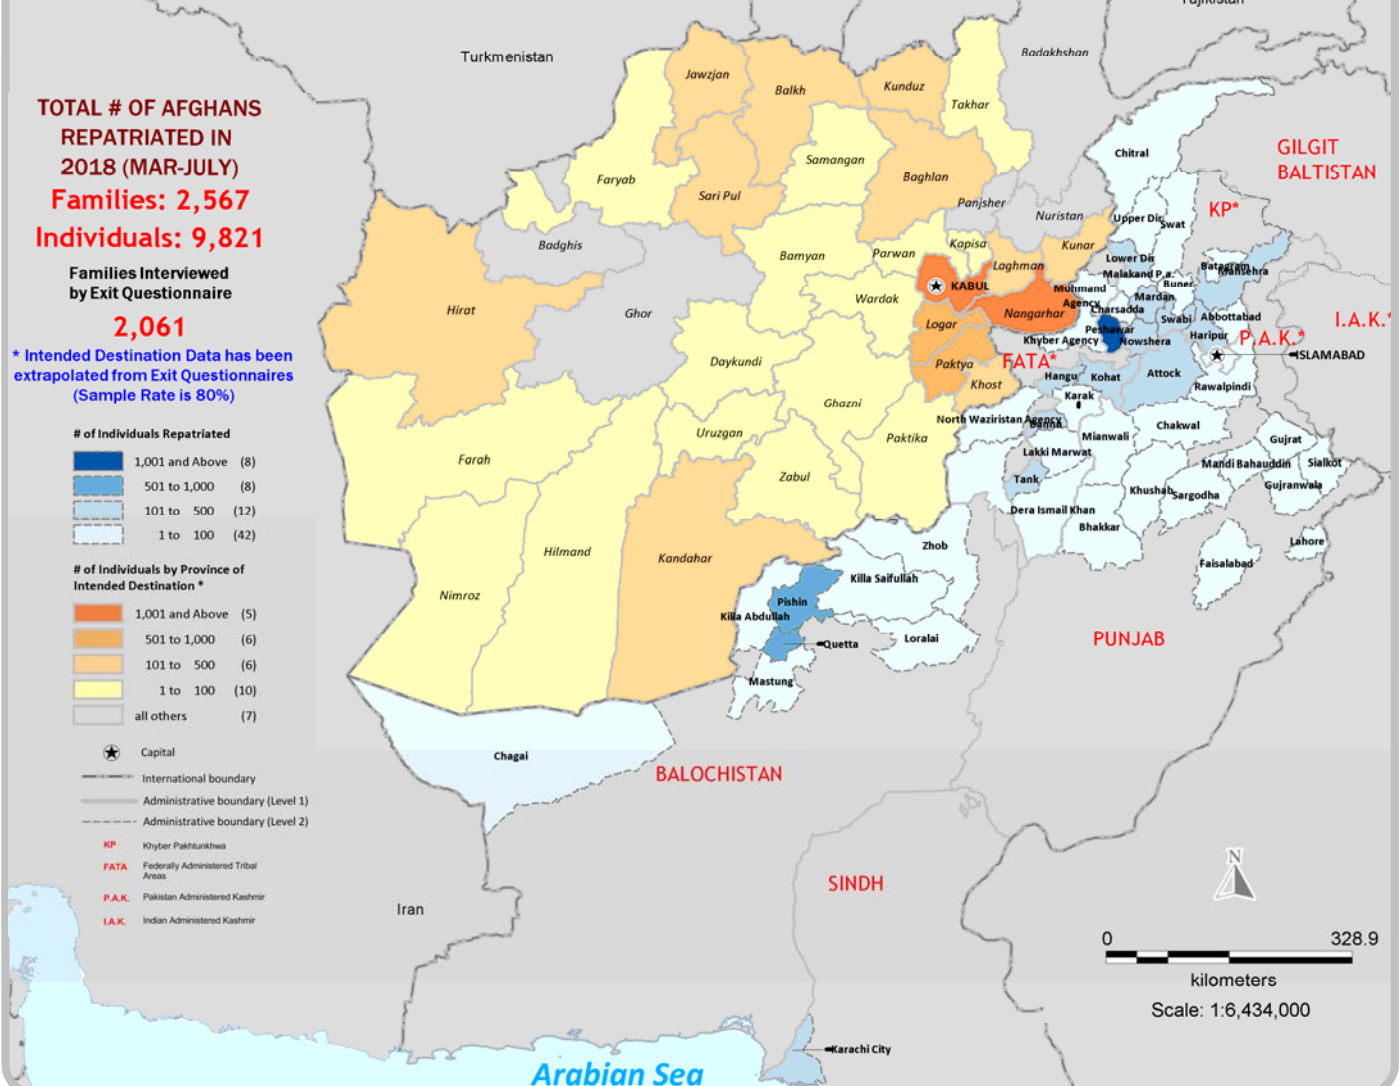 Tajikistan
Turkmenistan
Badakhshan
Jawzjan
Balkh
Kunduz
Takhar
TOTAL # OF AFGHANS
REPATRIATED IN
2018 (MAR-JULY)
Families: 2,567
Individuals: 9,821
Families Interviewed
by Exit Questionnaire
2,061
* Intended Destination Data has been
extrapolated from Exit Questionnaires
(Sample Rate is 80%)
# of Individuals Repatriated
1,001 and Above (8)
501 to 1,000 (8)
101 to 500 (12)
1 to 100 (42)
# of Individuals by Province of
Intended Destination *
1,001 and Above (5)
501 to 1,000 (6)
101 to 500 (6)
1 to 100 (10)
all others (7)
Capital
International boundary
Administrative boundary (Level 1)
Administrative boundary (Level 2)
KP Khyber Pakhtunkhwa
FATA Federally Administered Tribal
Areas
P.A.K. Pakistan Administered Kashmir
I.A.K. Indian Administered Kashmir
Chitral
GILGIT
BALTISTAN
Samangan
Faryab
Baghlan
Sari Pul
Panjsher
Nuristan
KP*
Upper Dir
Swat
Badghis
Bamyan
Parwan
Kapisa
Kunar
Laghman
Lower Dir
Batagram
Mansehra
Malakand P.a.
Buner
KABUL
Mohmand
Agency
Mardan
Wardak
Hirat
Ghor
Nangarhar
Charsadda
Swabi
Abbottabad
I.A.K.*
Logar
Peshawar
Nowshera
Haripur
P.A.K.*
Khyber Agency
ISLAMABAD
FATA*
Daykundi
Paktya
Khost
Hangu
Kohat
Attock
Rawalpindi
Karak
Ghazni
North Waziristan Agency
Bannu
Chakwal
Uruzgan
Paktika
Mianwali
Gujrat
Farah
Lakki Marwat
Mandi Bahauddin
Sialkot
Zabul
Tank
Khushab
Sargodha
Gujranwala
Dera Ismail Khan
Bhakkar
Hilmand
Kandahar
Zhob
Lahore
Faisalabad
Killa Saifullah
Nimroz
Pishin
Killa Abdullah
Quetta
Loralai
PUNJAB
Mastung
Chagai
BALOCHISTAN
SINDH
Iran
N
0 328.9
kilometers
Scale: 1:6,434,000
Karachi City
Arabian Sea